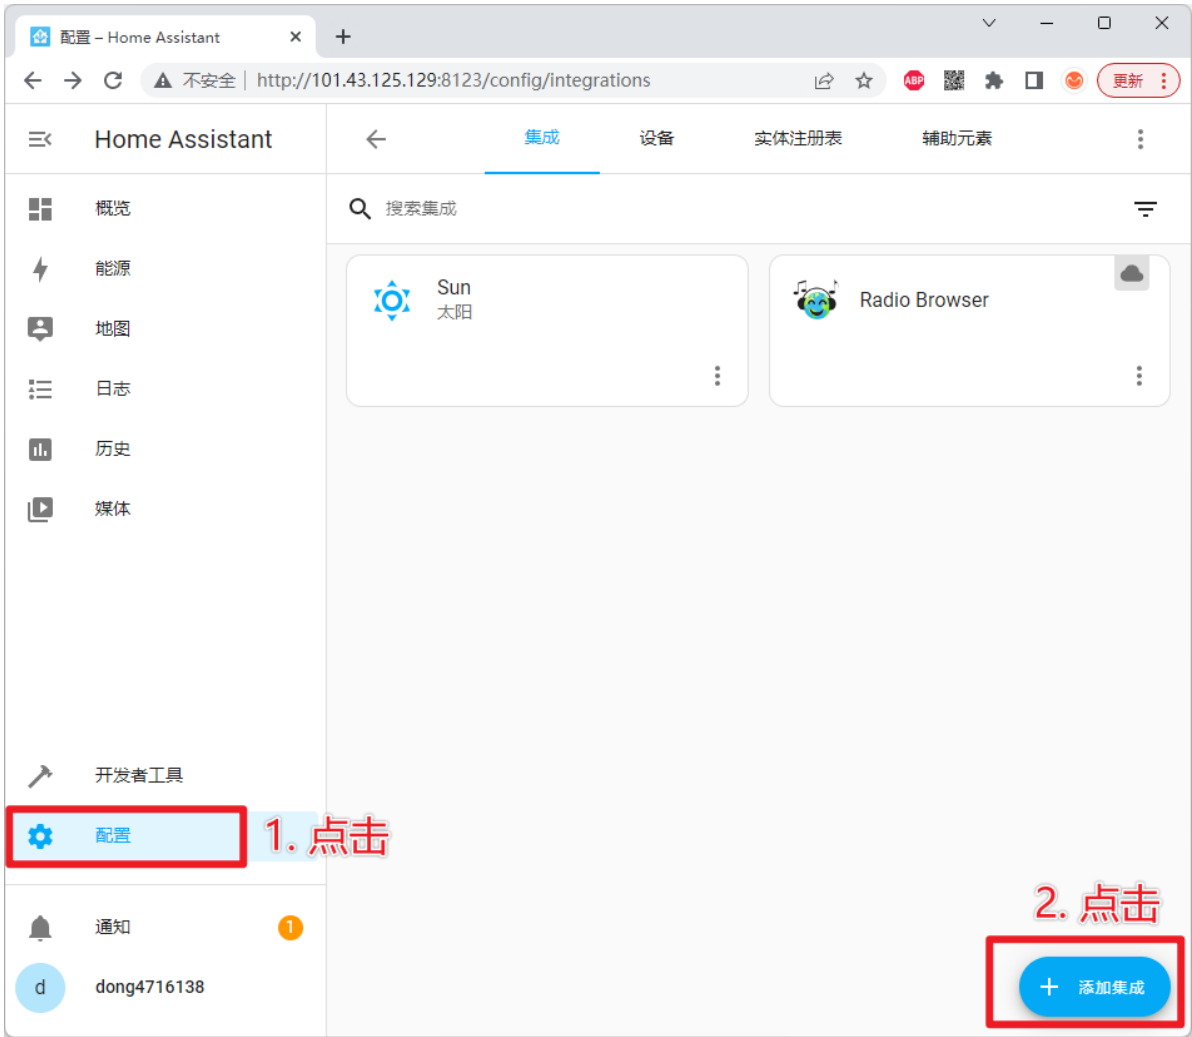 配置 – Home Assistant
不安全 http://101.43.125.129:8123/config/integrations
ABP
更新
Home Assistant
集成 设备 实体注册表 辅助元素
概览
搜索集成
能源
Sun
太阳
Radio Browser
地图
日志
历史
媒体
开发者工具
配置
1. 点击
2. 点击
通知 1
d dong4716138
添加集成